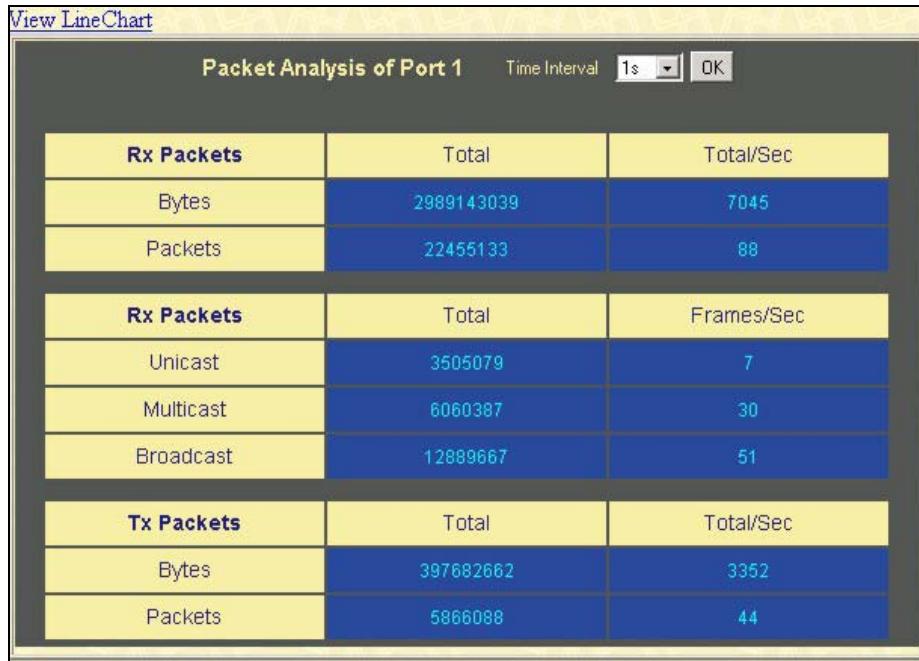 View LineChart
Packet Analysis of Port 1 Time Interval 1s OK
Rx Packets Total Total/Sec
Bytes 2989143039 7045
Packets 22455133 88
Rx Packets Total Frames/Sec
Unicast 3505079 7
Multicast 6060387 30
Broadcast 12889667 51
Tx Packets Total Total/Sec
Bytes 397682662 3352
Packets 5866088 44